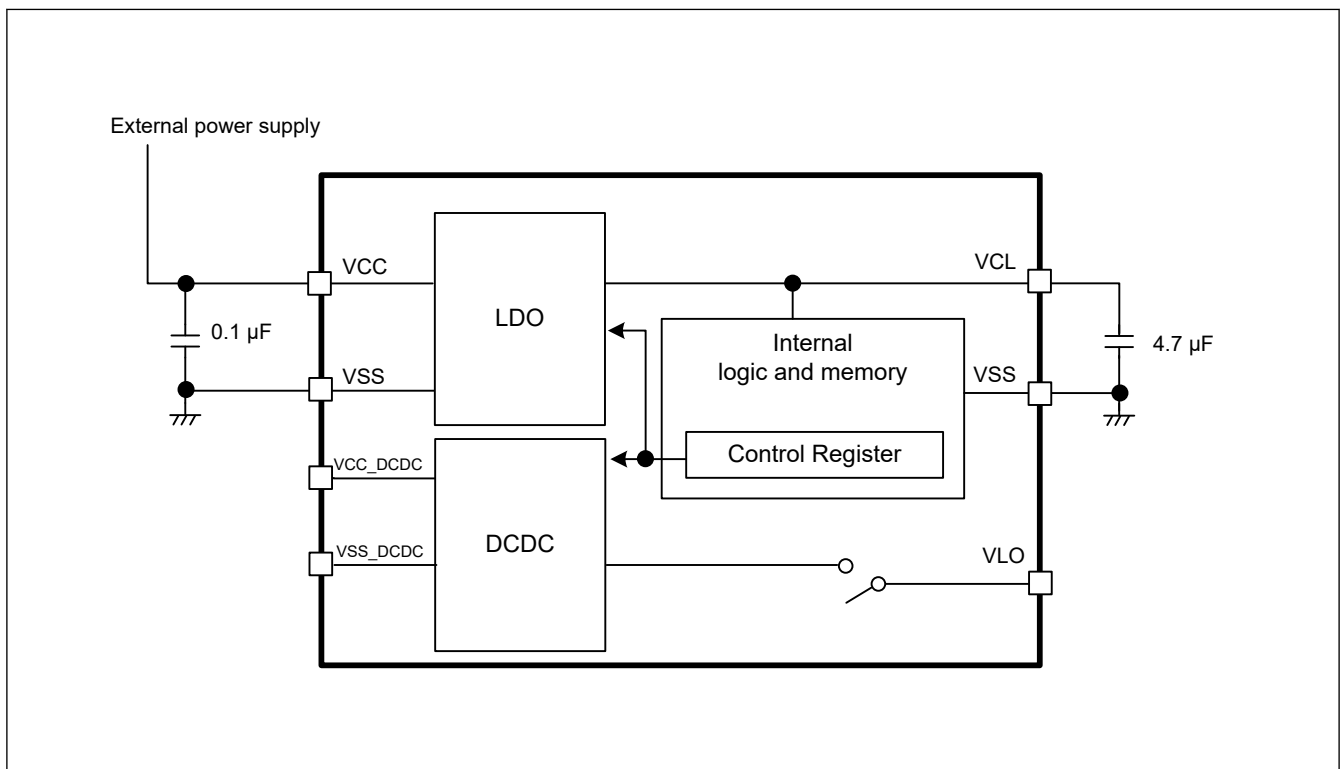 External power supply
VCC
VCL
0.1 µF
LDO
Internal
logic and memory
4.7 µF
VSS
VSS
Control Register
VCC_DCDC
DCDC
VSS_DCDC
VLO